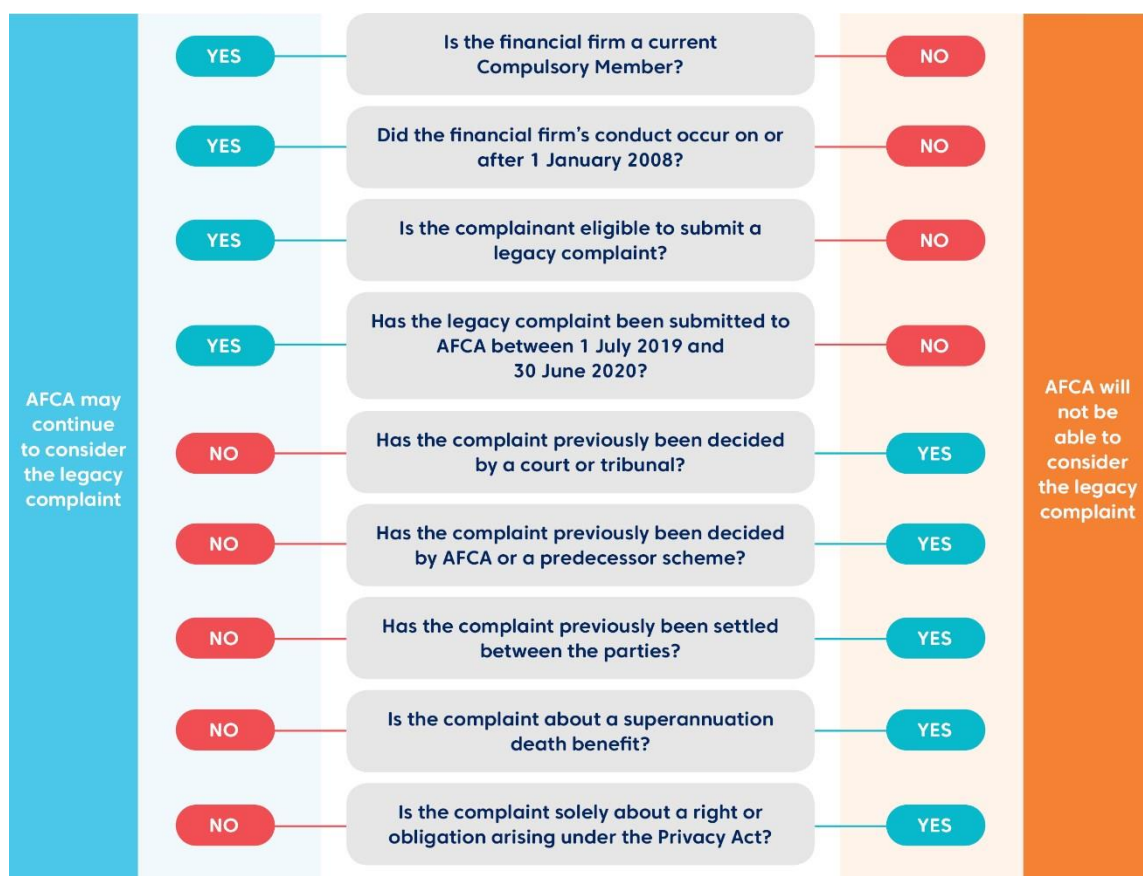 YES
Is the financial firm a current
Compulsory Member?
NO
YES
Did the financial firm's conduct occur on or
after 1 January 2008?
NO
YES
Is the complainant eligible to submit a
legacy complaint?
NO
YES
Has the legacy complaint been submitted to
AFCA between 1 July 2019 and
30 June 2020?
NO
AFCA may
continue
to consider
the legacy
complaint
NO
Has the complaint previously been decided
by a court or tribunal?
YES
NO
Has the complaint previously been decided
by AFCA or a predecessor scheme?
YES
NO
Has the complaint previously been settled
between the parties?
YES
NO
Is the complaint about a superannuation
death benefit?
YES
NO
Is the complaint solely about a right or
obligation arising under the Privacy Act?
YES
AFCA will
not be
able to
consider
the legacy
complaint